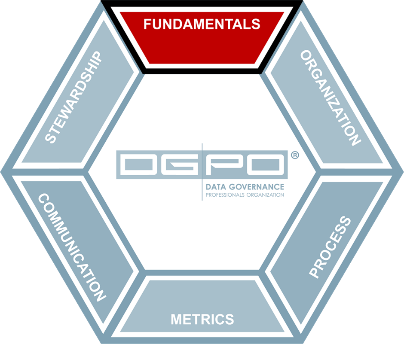 FUNDAMENTALS
STEWARDSHIP
ORGANIZATION
DGPO®
DATA GOVERNANCE
PROFESSIONALS ORGANIZATION
COMMUNICATION
PROCESS
METRICS